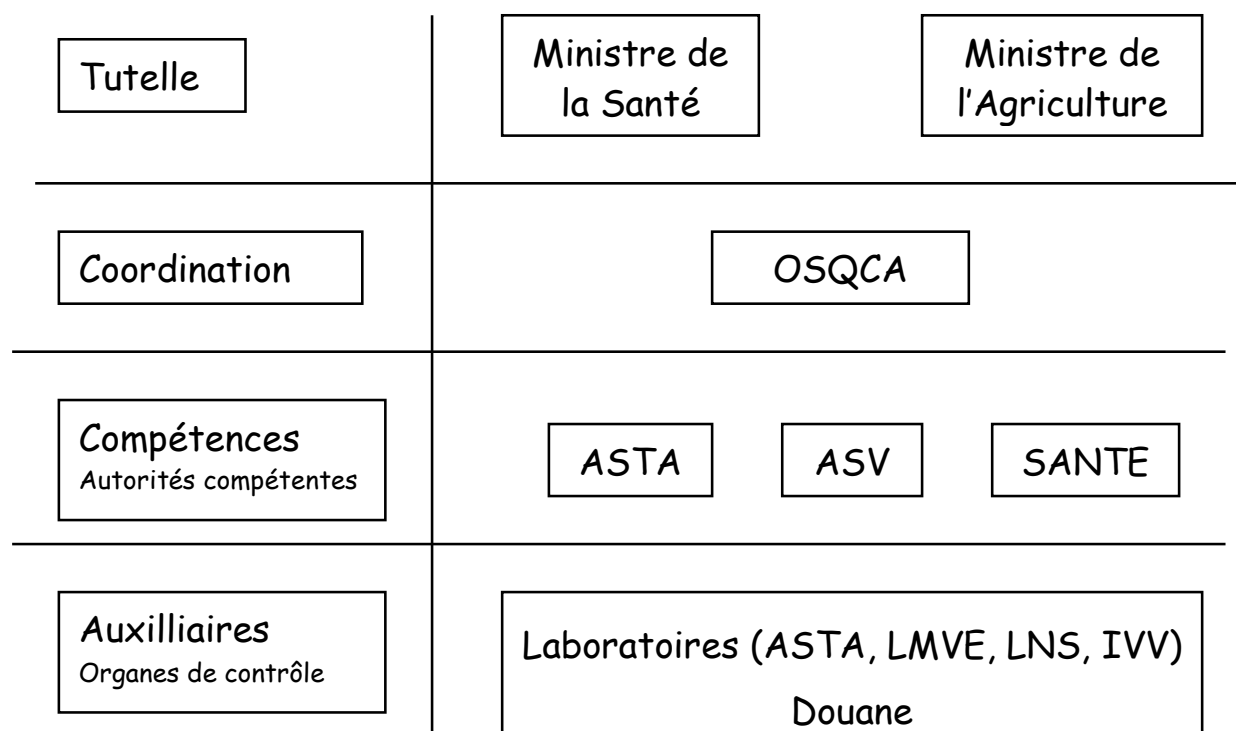 Tutelle
Ministre de
la Santé
Ministre de
l'Agriculture
Coordination
OSQCA
Compétences
Autorités compétentes
ASTA
ASV
SANTE
Auxilliaires
Organes de contrôle
Laboratoires (ASTA, LMVE, LNS, IVV)
Douane